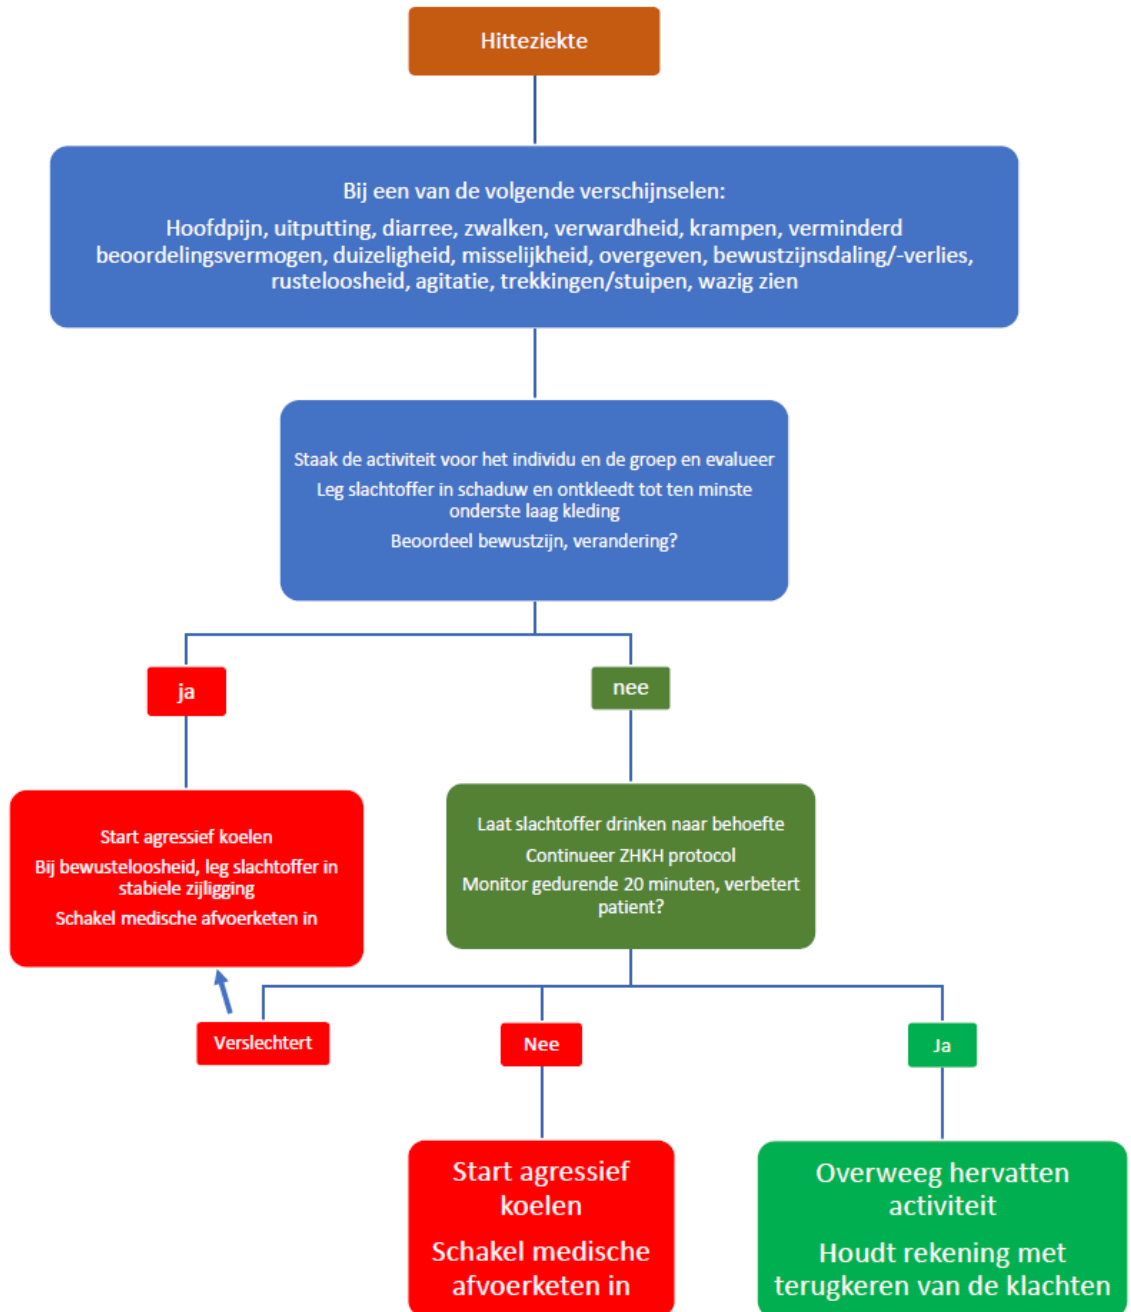 Hitteziekte
Bij een van de volgende verschijnselen:
Hoofdpijn, uitputting, diarree, zwalken, verwardheid, krampen, verminderd
beoordelingsvermogen, duizeligheid, misselijkheid, overgeven, bewustzijnsdaling/-verlies,
rusteloosheid, agitatie, trekkingen/stuipen, wazig zien
Staak de activiteit voor het individu en de groep en evalueer
Leg slachtoffer in schaduw en ontkleedt tot ten minste
onderste laag kleding
Beoordeel bewustzijn, verandering?
ja
nee
Start agressief koelen
Bij bewusteloosheid, leg slachtoffer in
stabiele zijligging
Schakel medische afvoerketen in
Laat slachtoffer drinken naar behoefte
Continueer ZHKH protocol
Monitor gedurende 20 minuten, verbetert
patient?
Verslechtert
Nee
Ja
Start agressief
koelen
Schakel medische
afvoerketen in
Overweeg hervatten
activiteit
Houdt rekening met
terugkeren van de klachten